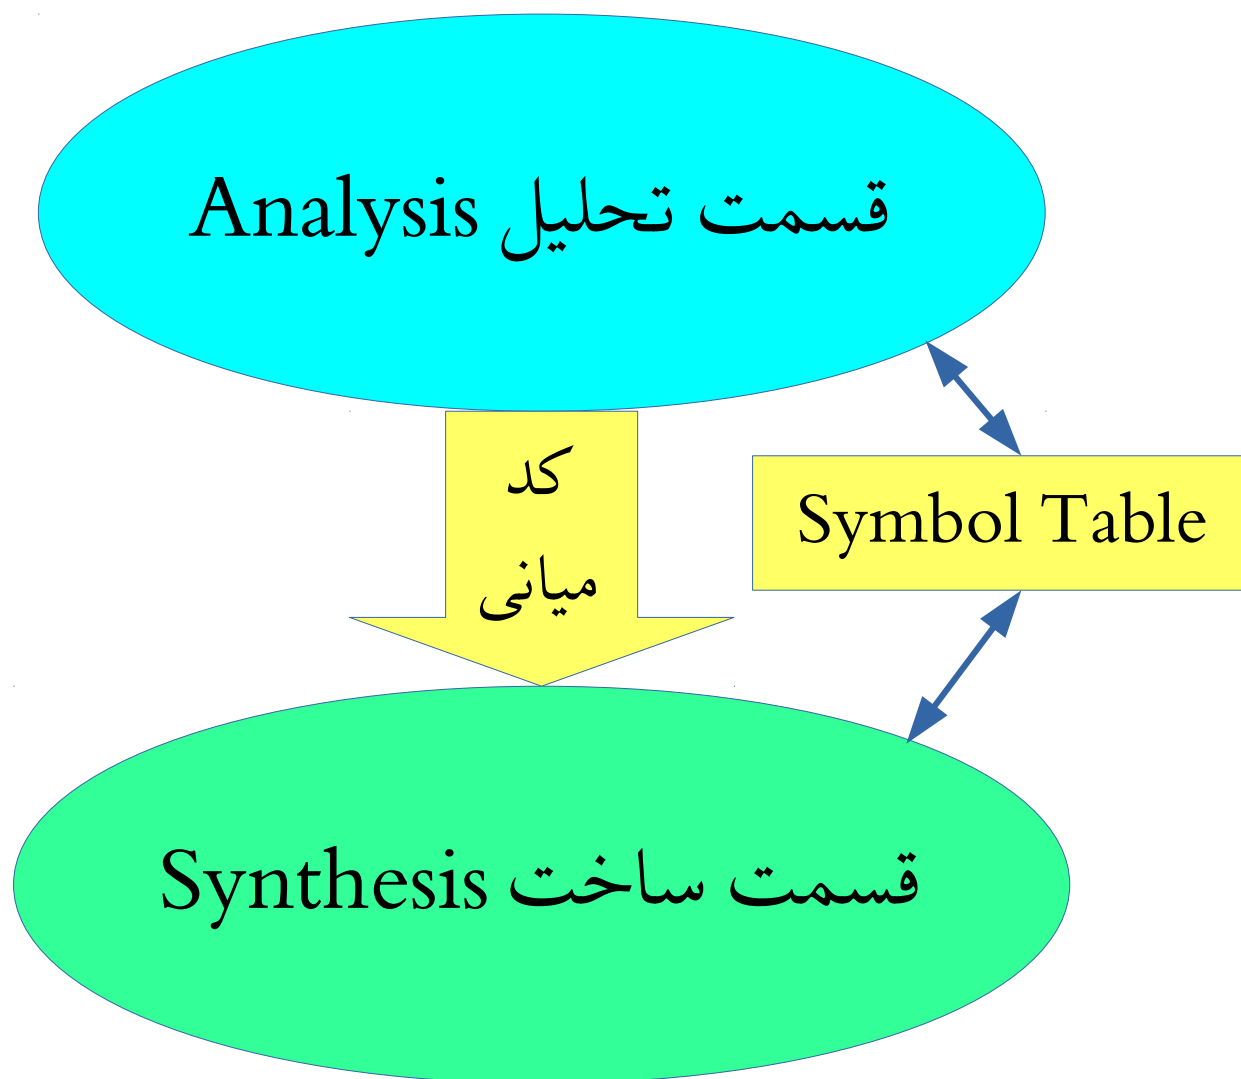 قسمت تحلیل Analysis
کد
میانی
Symbol Table
قسمت ساخت Synthesis